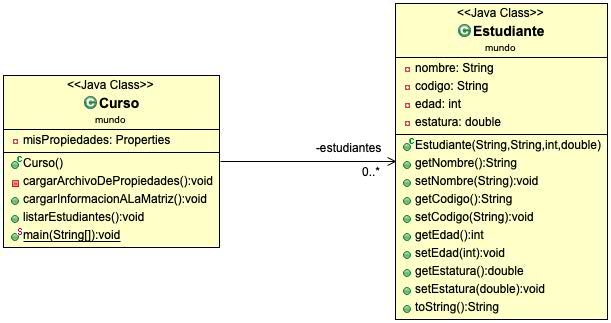 <<Java Class>>
Curso
mundo
misPropiedades: Properties
Curso()
cargarArchivoDePropiedades():void
cargarInformacionALaMatriz():void
listarEstudiantes():void
main(String[]):void
-estudiantes
0..*
<<Java Class>>
Estudiante
mundo
nombre: String
codigo: String
edad: int
estatura: double
Estudiante(String,String,int,double)
getNombre():String
setNombre(String):void
getCodigo():String
setCodigo(String):void
getEdad():int
setEdad(int):void
getEstatura():double
setEstatura(double):void
toString():String